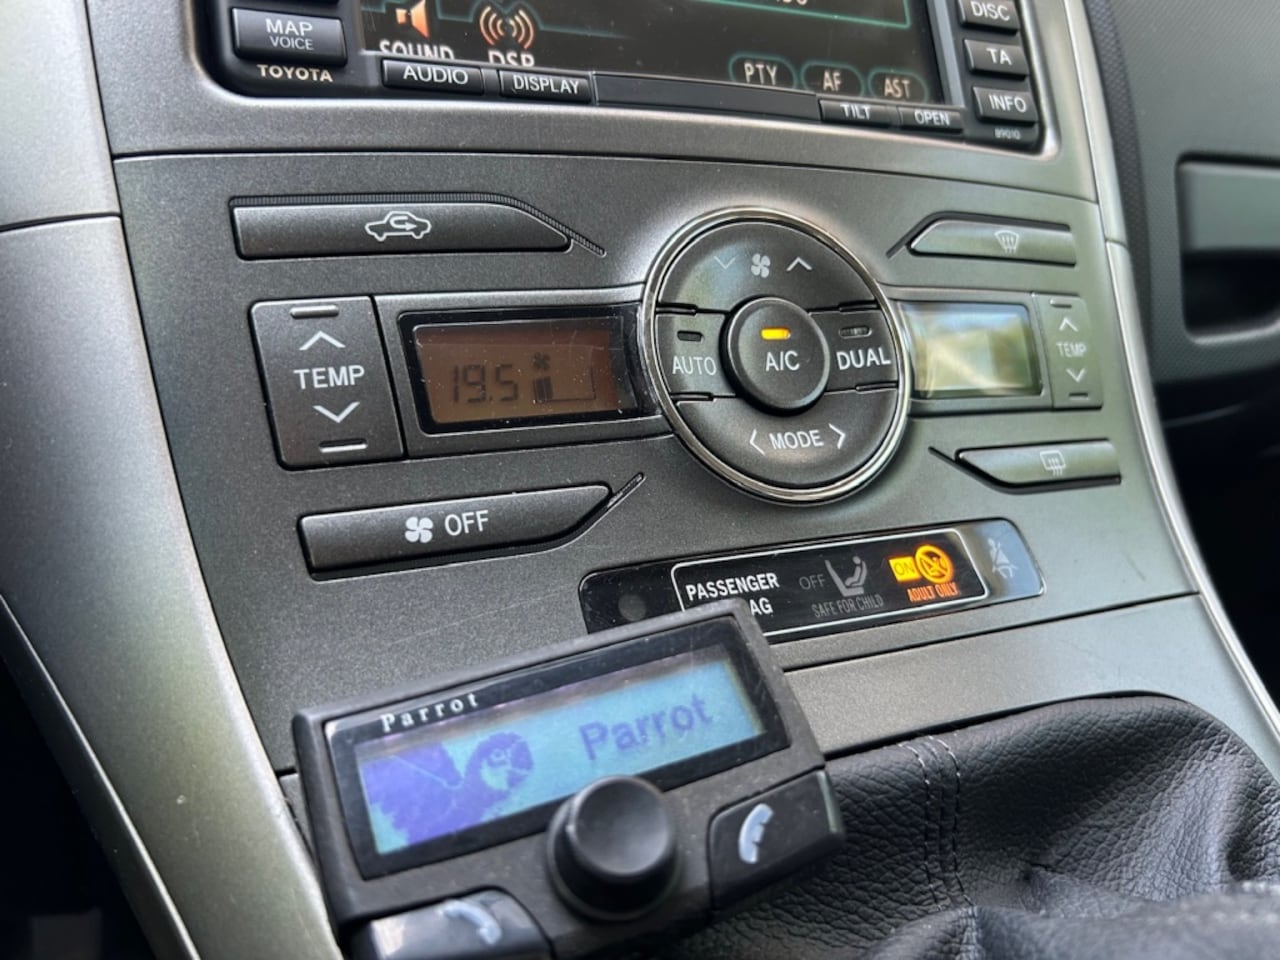 MAP
VOICE
TOYOTA
SOUND
DSP
AUDIO
DISPLAY
PTY
AF
AST
TILT
OPEN
DISC
TA
INFO
TEMP
19.5
AUTO
A/C
DUAL
MODE
TEMP
OFF
PASSENGER
AG
OFF
SAFE FOR CHILD
ON
ADULT ONLY
Parrot
Parrot